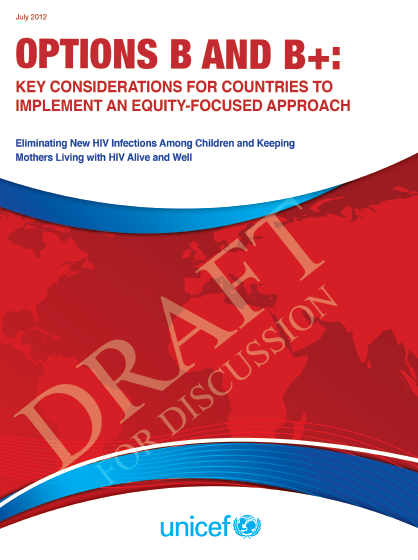 July 2012
OPTIONS B AND B+:
KEY CONSIDERATIONS FOR COUNTRIES TO
IMPLEMENT AN EQUITY-FOCUSED APPROACH
Eliminating New HIV Infections Among Children and Keeping
Mothers Living with HIV Alive and Well
DRAFT
FOR DISCUSSION
unicef